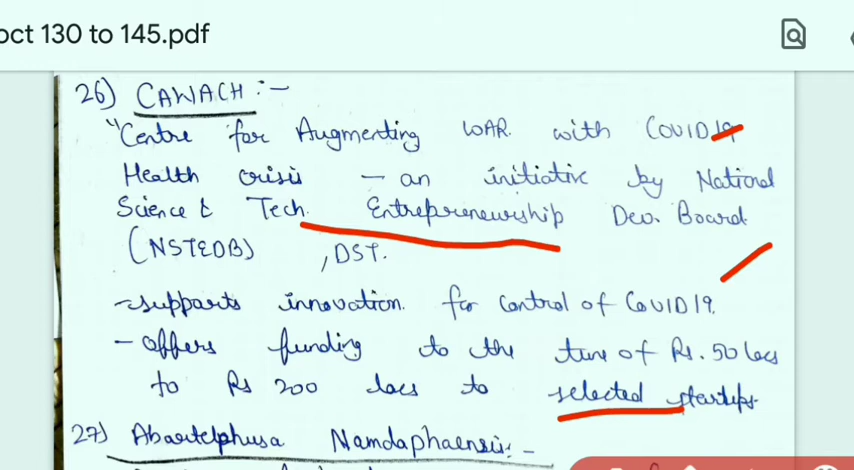 oct 130 to 145.pdf
26) CAWACH :-
"Centre for Augmenting WAR with COVID19
Health crisis - an initiative by National
Science & Tech. Entrepreneurship Dev. Board
(NSTEDB) , DST.
- supports innovation for control of COVID19.
- offers funding to the tune of Rs. 50 lacs
to Rs 200 lacs to selected startups
27) Abortelphusa Namdaphaensis: -